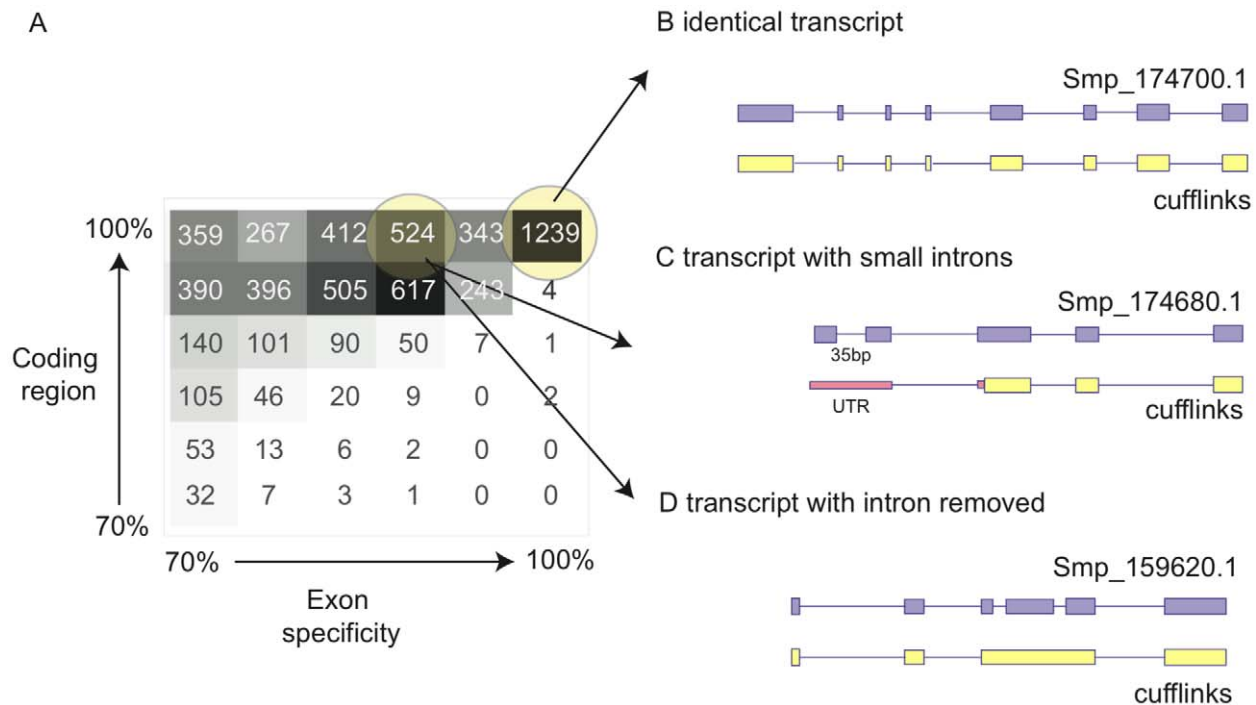 A
100%
Coding
region
70%
359 267 412 524 343 1239
390 396 505 617 243 4
140 101 90 50 7 1
105 46 20 9 0 2
53 13 6 2 0 0
32 7 3 1 0 0
70% 100%
Exon
specificity
B identical transcript
Smp_174700.1
cufflinks
C transcript with small introns
Smp_174680.1
35bp
UTR
cufflinks
D transcript with intron removed
Smp_159620.1
cufflinks